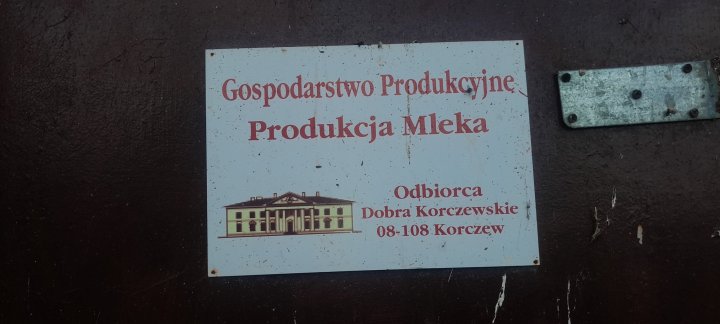 Gospodarstwo Produkcyjne
Produkcja Mleka
Odbiorca
Dobra Korczewskie
08-108 Korczew